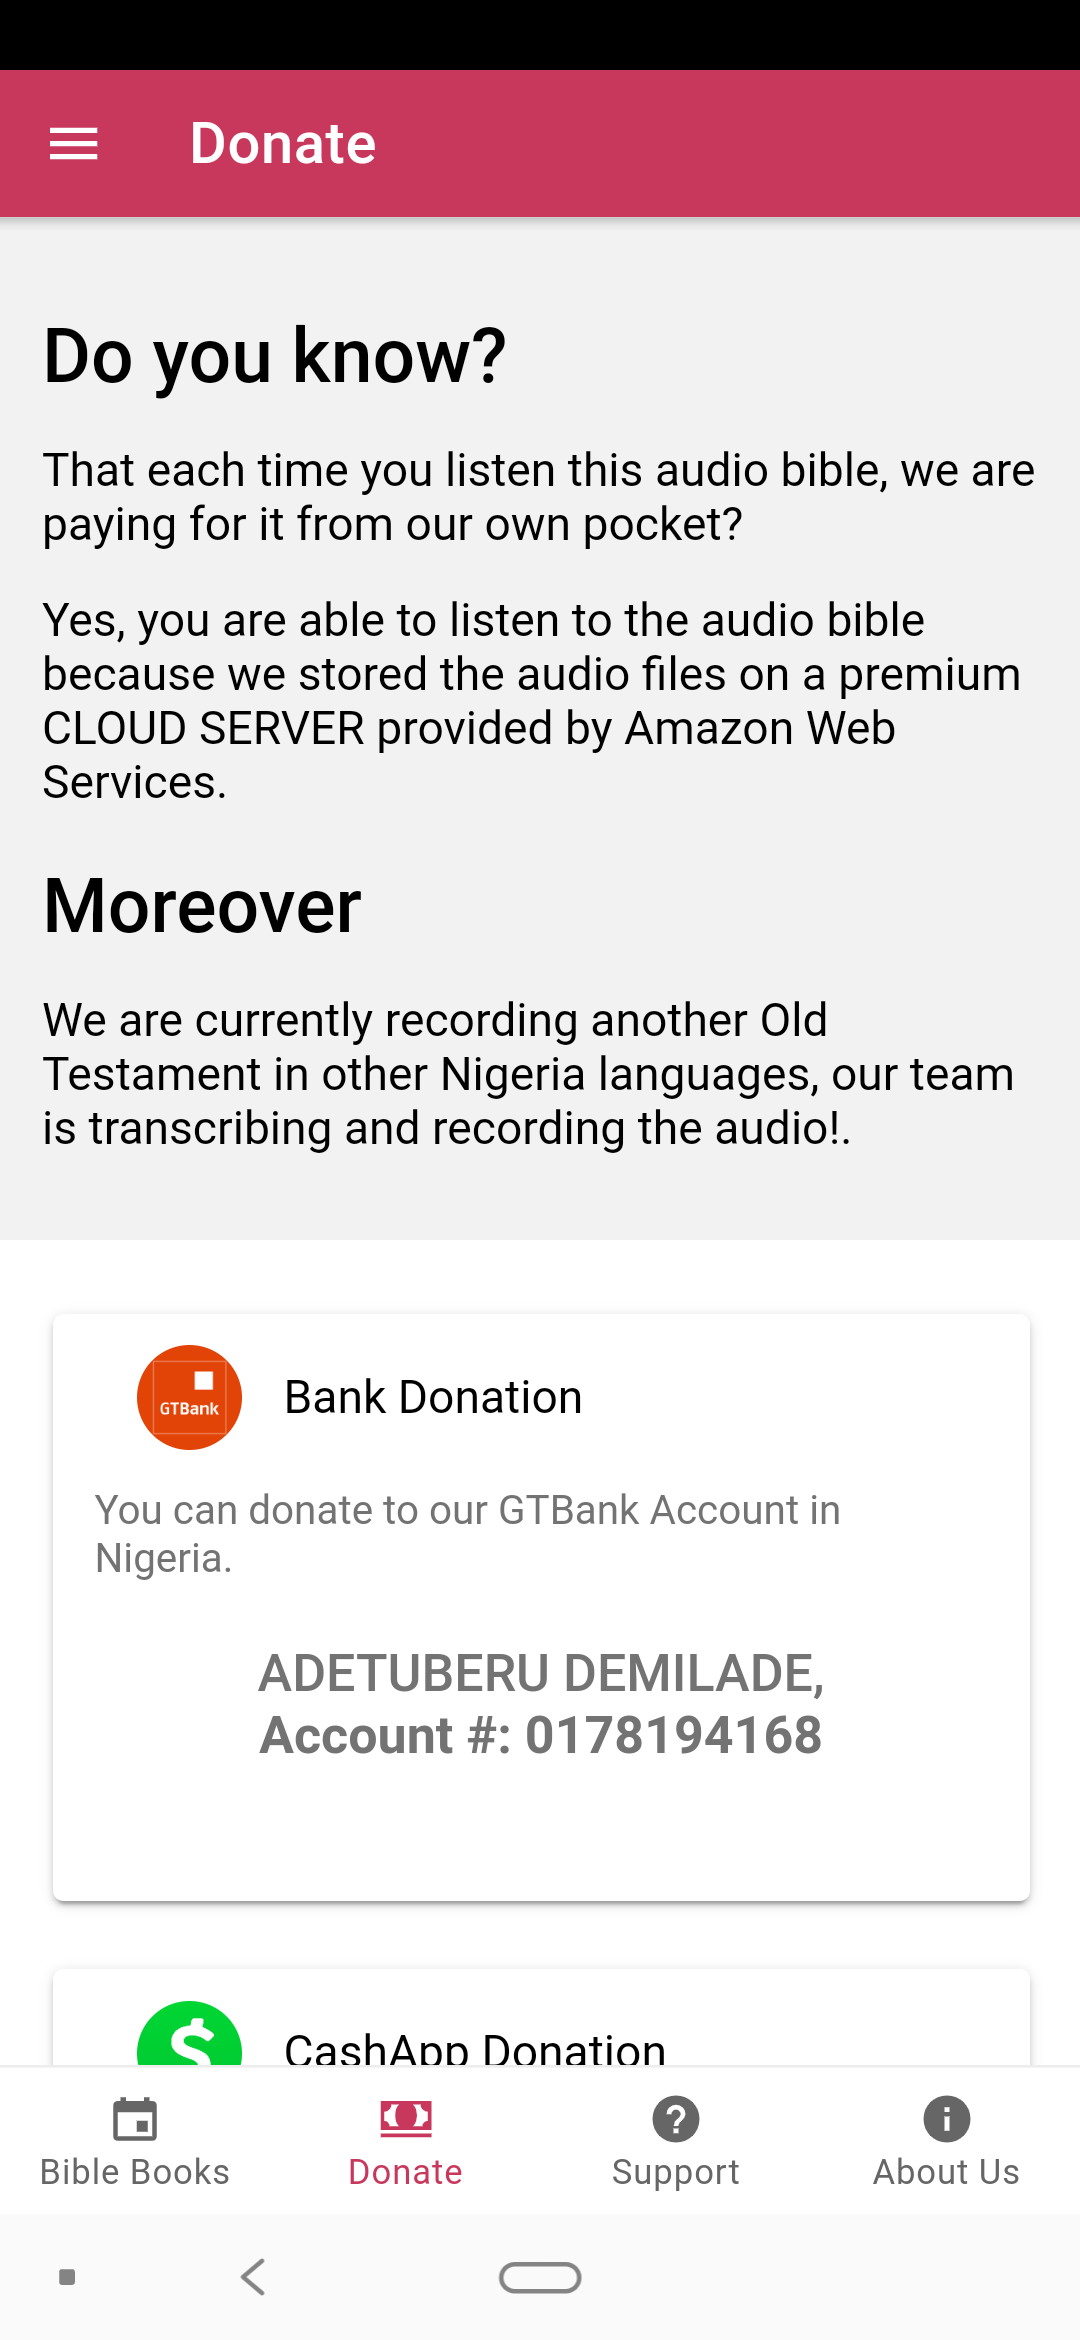 Donate
Do you know?
That each time you listen this audio bible, we are
paying for it from our own pocket?
Yes, you are able to listen to the audio bible
because we stored the audio files on a premium
CLOUD SERVER provided by Amazon Web
Services.
Moreover
We are currently recording another Old
Testament in other Nigeria languages, our team
is transcribing and recording the audio!.
GTBank
Bank Donation
You can donate to our GTBank Account in
Nigeria.
ADETUBERU DEMILADE,
Account #: 0178194168
$
CashApp Donation
Bible Books
Donate
Support
About Us